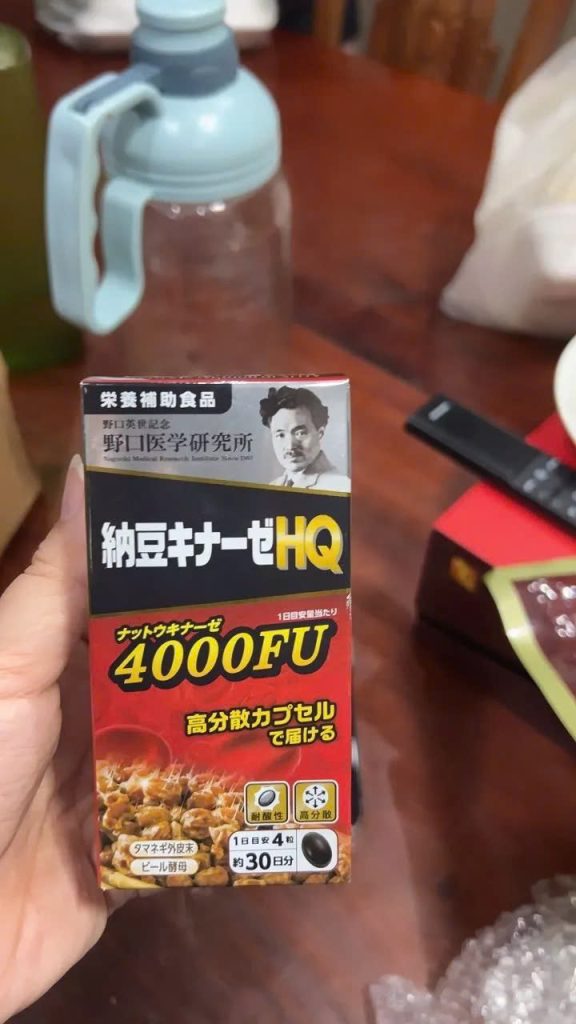 栄養補助食品
野口英世記念
野口医学研究所
Noguchi Medical Research Institute Since 1983
納豆キナーゼHQ
1日目安量当たり
ナットウキナーゼ
4000FU
高分散カプセル
で届ける
耐酸性
高分散
タマネギ外皮末
ビール酵母
1日目安4粒
約30日分